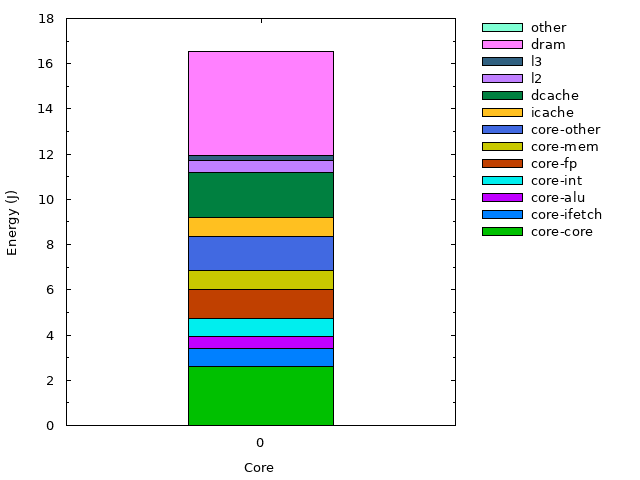 18
16
14
12
10
8
6
4
2
0
Energy (J)
0
Core
other
dram
l3
l2
dcache
icache
core-other
core-mem
core-fp
core-int
core-alu
core-ifetch
core-core